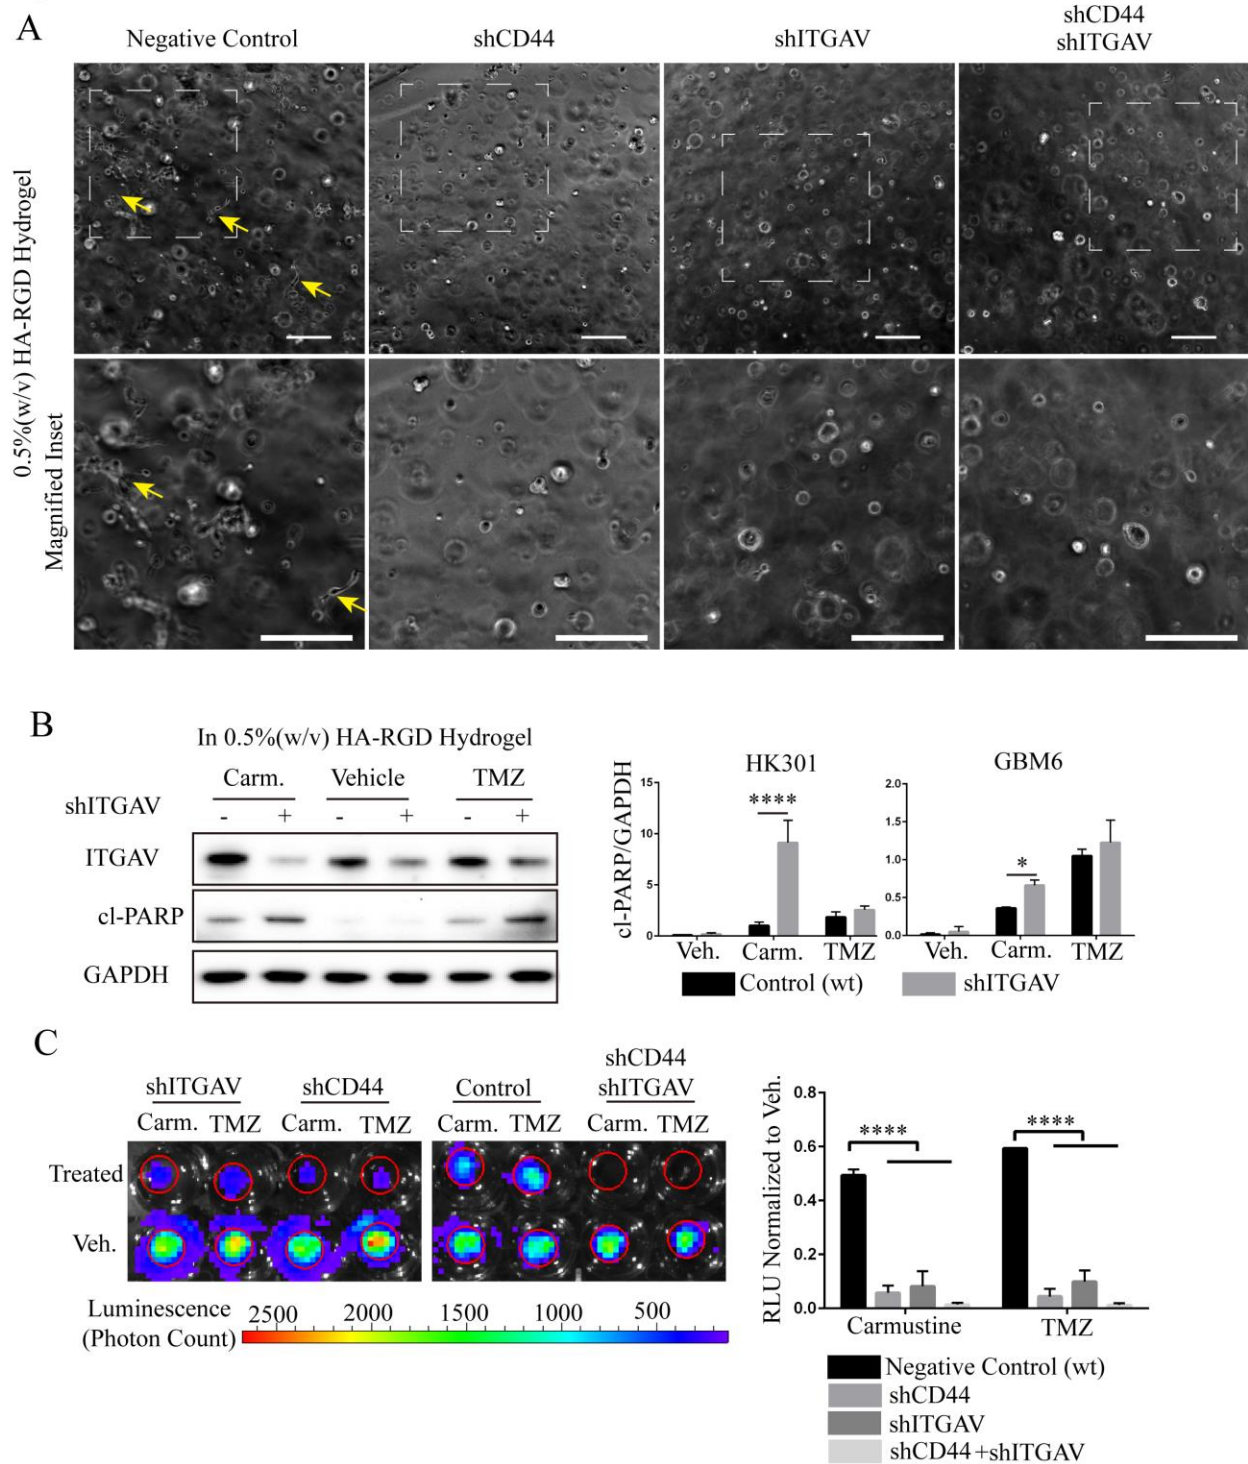 A
Negative Control
shCD44
shITGAV
shCD44
shITGAV
0.5%(w/v) HA-RGD Hydrogel
Magnified Inset
B
In 0.5%(w/v) HA-RGD Hydrogel
Carm. Vehicle TMZ
shITGAV - + - + - +
ITGAV
cl-PARP
GAPDH
HK301
cl-PARP/GAPDH
15
10
5
0
****
Veh. Carm. TMZ
GBM6
2.0
1.5
1.0
0.5
0.0
*
Veh. Carm. TMZ
Control (wt) shITGAV
C
shITGAV shCD44 Control shCD44
shITGAV
Carm. TMZ Carm. TMZ Carm. TMZ Carm. TMZ
Treated
Veh.
Luminescence
(Photon Count)
2500 2000 1500 1000 500
RLU Normalized to Veh.
0.8
0.6
0.4
0.2
0.0
**** ****
Carmustine TMZ
Negative Control (wt)
shCD44
shITGAV
shCD44+shITGAV